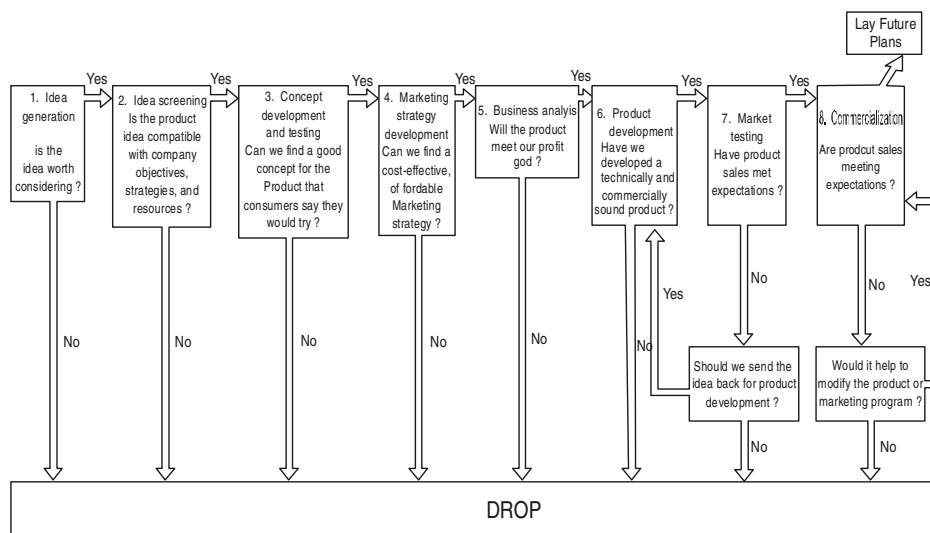 Lay Future
Plans
Yes
Yes
Yes
Yes
Yes
Yes
Yes
1. Idea
generation
is the
idea worth
considering ?
2. Idea screening
Is the product
idea compatible
with company
objectives,
strategies, and
resources ?
3. Concept
development
and testing
Can we find a good
concept for the
Product that
consumers say they
would try ?
4. Marketing
strategy
development
Can we find a
cost-effective,
of fordable
Marketing
strategy ?
5. Business analyis
Will the product
meet our profit
god ?
6. Product
development
Have we
developed a
technically and
commercially
sound product ?
7. Market
testing
Have product
sales met
expectations ?
8. Commercialization
Are prodcut sales
meeting
expectations ?
No
No
No
No
No
No
No
No
Yes
Yes
Should we send the
idea back for product
development ?
Would it help to
modify the product or
marketing program ?
No
No
DROP